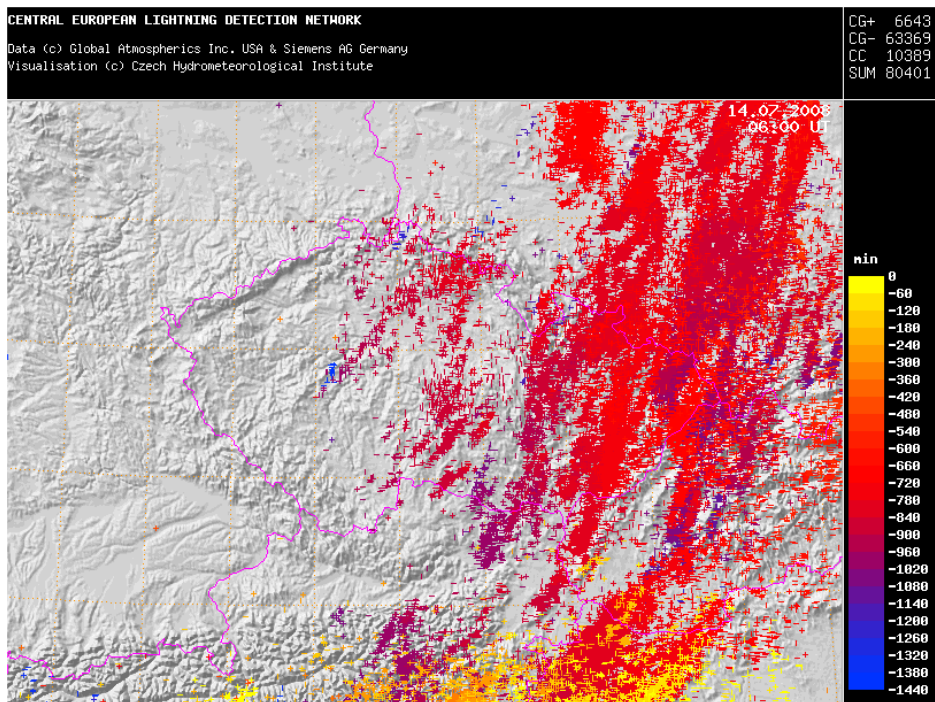 CENTRAL EUROPEAN LIGHTNING DETECTION NETWORK
Data (c) Global Atmospherics Inc. USA & Siemens AG Germany
Visualisation (c) Czech Hydrometeorological Institute
CG+ 6643
CG- 63369
CC 10389
SUM 80401
14.07.2008
06:00 UT
min
0
-60
-120
-180
-240
-300
-360
-420
-480
-540
-600
-660
-720
-780
-840
-900
-960
-1020
-1080
-1140
-1200
-1260
-1320
-1440